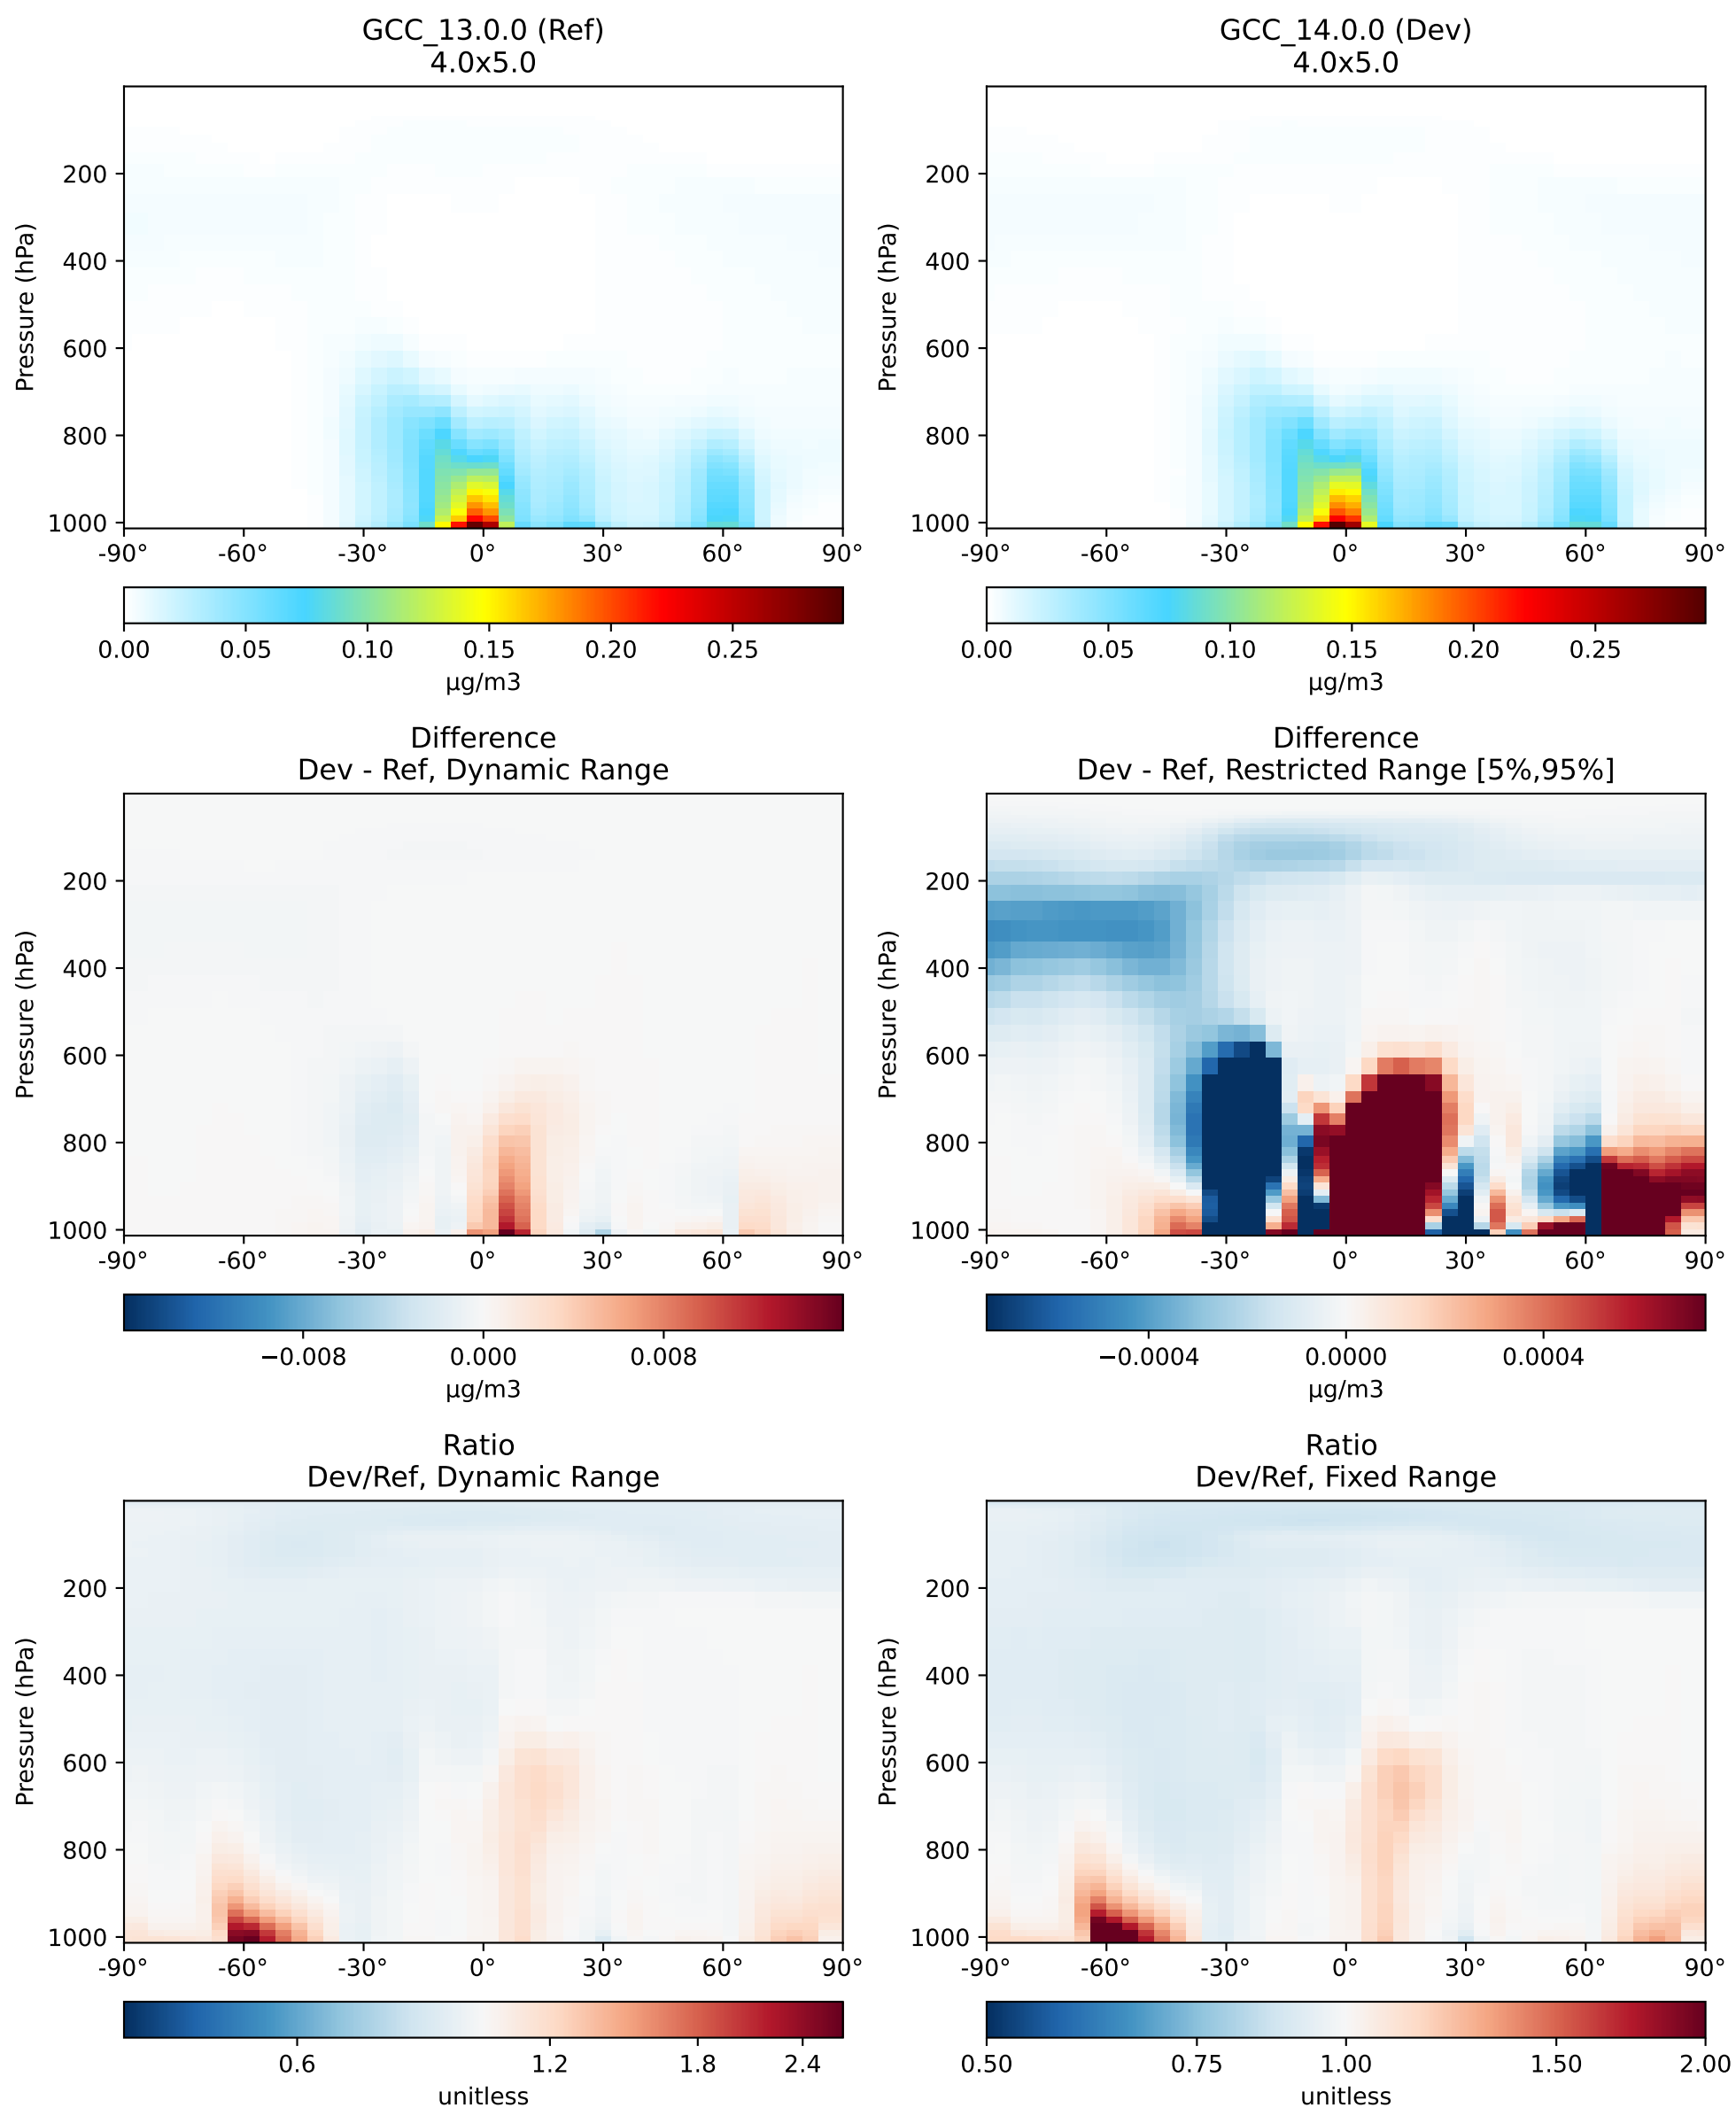 GCC_13.0.0 (Ref)
4.0x5.0
Pressure (hPa)
200
400
600
800
1000
-90° -60° -30° 0° 30° 60° 90°
0.00 0.05 0.10 0.15 0.20 0.25
μg/m3
GCC_14.0.0 (Dev)
4.0x5.0
Pressure (hPa)
200
400
600
800
1000
-90° -60° -30° 0° 30° 60° 90°
0.00 0.05 0.10 0.15 0.20 0.25
μg/m3
Difference
Dev - Ref, Dynamic Range
Pressure (hPa)
200
400
600
800
1000
-90° -60° -30° 0° 30° 60° 90°
−0.008 0.000 0.008
μg/m3
Difference
Dev - Ref, Restricted Range [5%,95%]
Pressure (hPa)
200
400
600
800
1000
-90° -60° -30° 0° 30° 60° 90°
−0.0004 0.0000 0.0004
μg/m3
Ratio
Dev/Ref, Dynamic Range
Pressure (hPa)
200
400
600
800
1000
-90° -60° -30° 0° 30° 60° 90°
0.6 1.2 1.8 2.4
unitless
Ratio
Dev/Ref, Fixed Range
Pressure (hPa)
200
400
600
800
1000
-90° -60° -30° 0° 30° 60° 90°
0.50 0.75 1.00 1.50 2.00
unitless